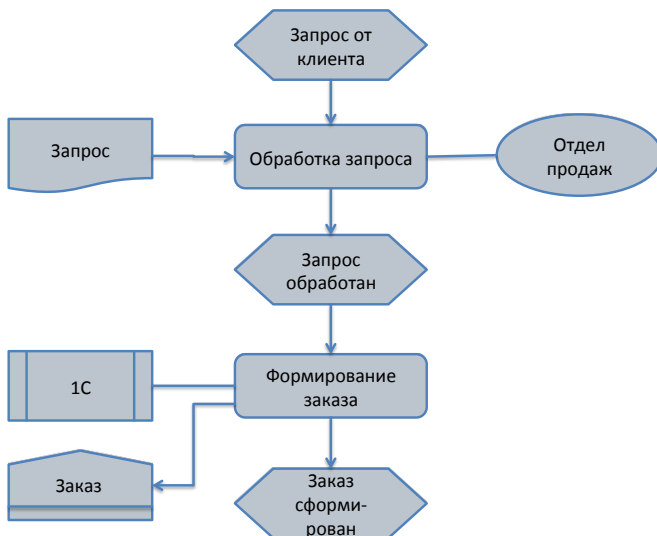 Запрос от
клиента
Запрос
Обработка запроса
Отдел
продаж
Запрос
обработан
1С
Формирование
заказа
Заказ
Заказ
сформи-
рован